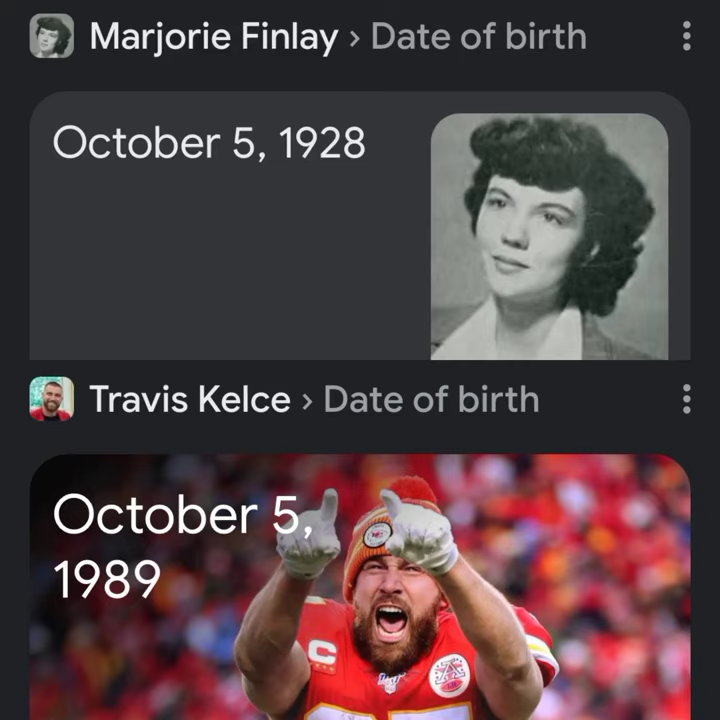 Marjorie Finlay › Date of birth
October 5, 1928
Travis Kelce › Date of birth
October 5,
1989
C